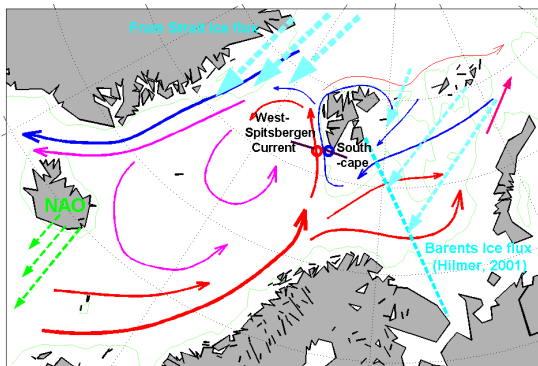 Fram Strait Ice flux
West-
Spitsbergen
Current
South
-cape
NAO
Barents Ice flux
(Hilmer, 2001)